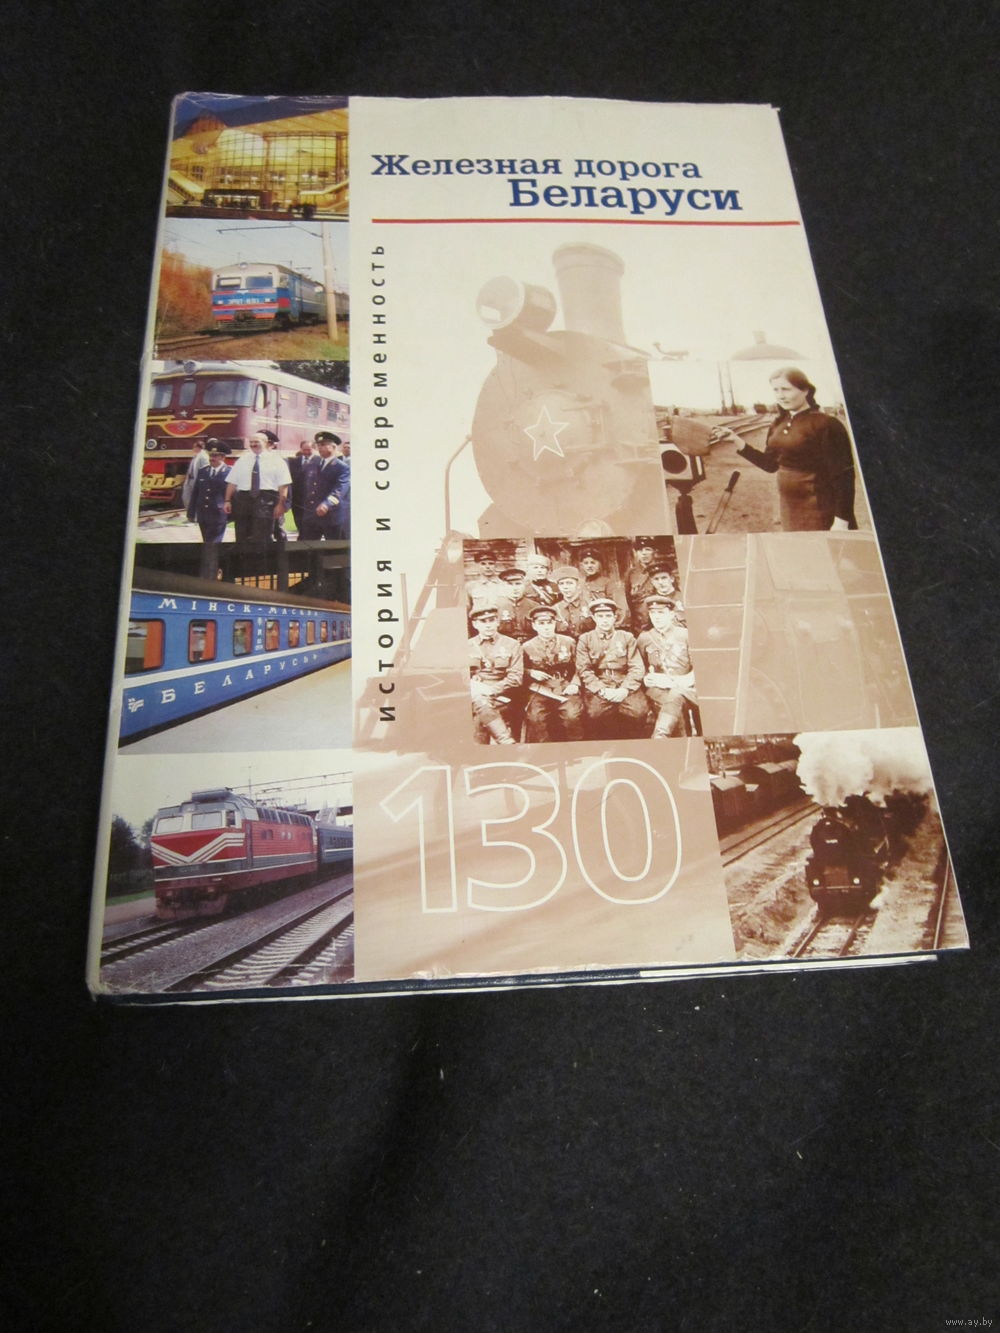 Железная дорога
Беларуси
история и современность
МІНСК-МАСКВА
БЕЛАРУСЬ
130
www.ay.by